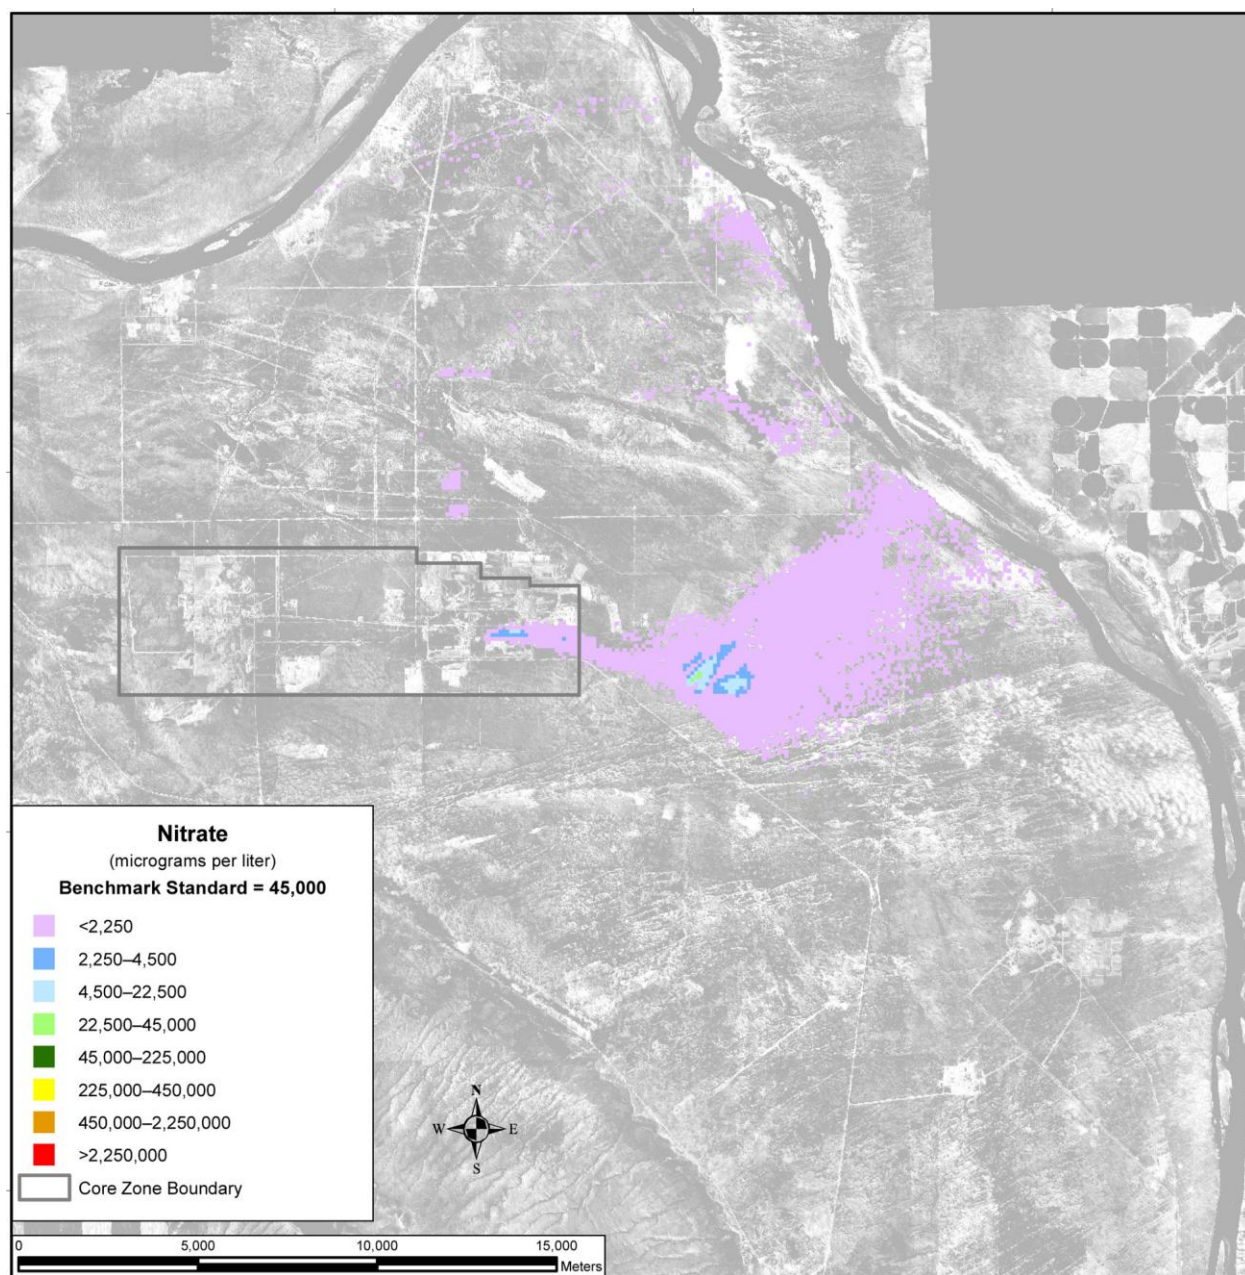 Nitrate
(micrograms per liter)
Benchmark Standard = 45,000
<2,250
2,250–4,500
4,500–22,500
22,500–45,000
45,000–225,000
225,000–450,000
450,000–2,250,000
>2,250,000
Core Zone Boundary
N
W E
S
0 5,000 10,000 15,000
Meters